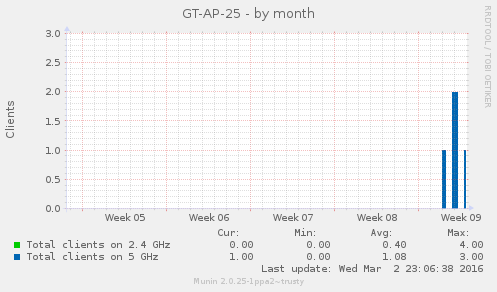 GT-AP-25 - by month
RRDTOOL / TOBI OETIKER
Clients
3.0
2.5
2.0
1.5
1.0
0.5
0.0
Week 05 Week 06 Week 07 Week 08 Week 09
Cur: Min: Avg: Max:
Total clients on 2.4 GHz 0.00 0.00 0.40 4.00
Total clients on 5 GHz 1.00 0.00 1.08 3.00
Last update: Wed Mar 2 23:06:38 2016
Munin 2.0.25-1ppa2~trusty